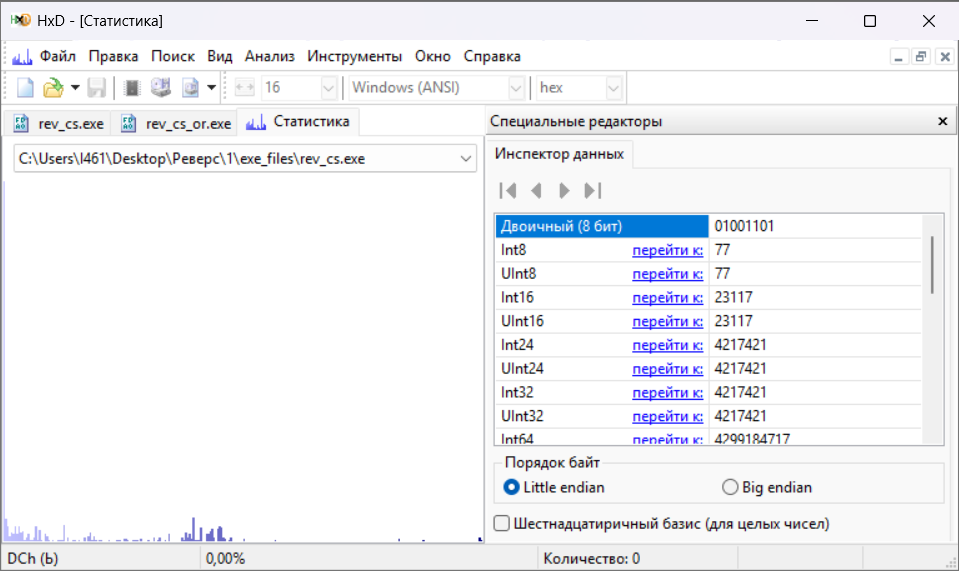 HxD - [Статистика]
Файл Правка Поиск Вид Анализ Инструменты Окно Справка
16 Windows (ANSI) hex
rev_cs.exe rev_cs_or.exe Статистика
C:\Users\I461\Desktop\Реверс\1\exe_files\rev_cs.exe
Специальные редакторы
Инспектор данных
Двоичный (8 бит) 01001101
Int8 перейти к: 77
UInt8 перейти к: 77
Int16 перейти к: 23117
UInt16 перейти к: 23117
Int24 перейти к: 4217421
UInt24 перейти к: 4217421
Int32 перейти к: 4217421
UInt32 перейти к: 4217421
Int64 перейти к: 4299184717
Порядок байт
Little endian Big endian
Шестнадцатиричный базис (для целых чисел)
DCh (Ь) 0,00% Количество: 0